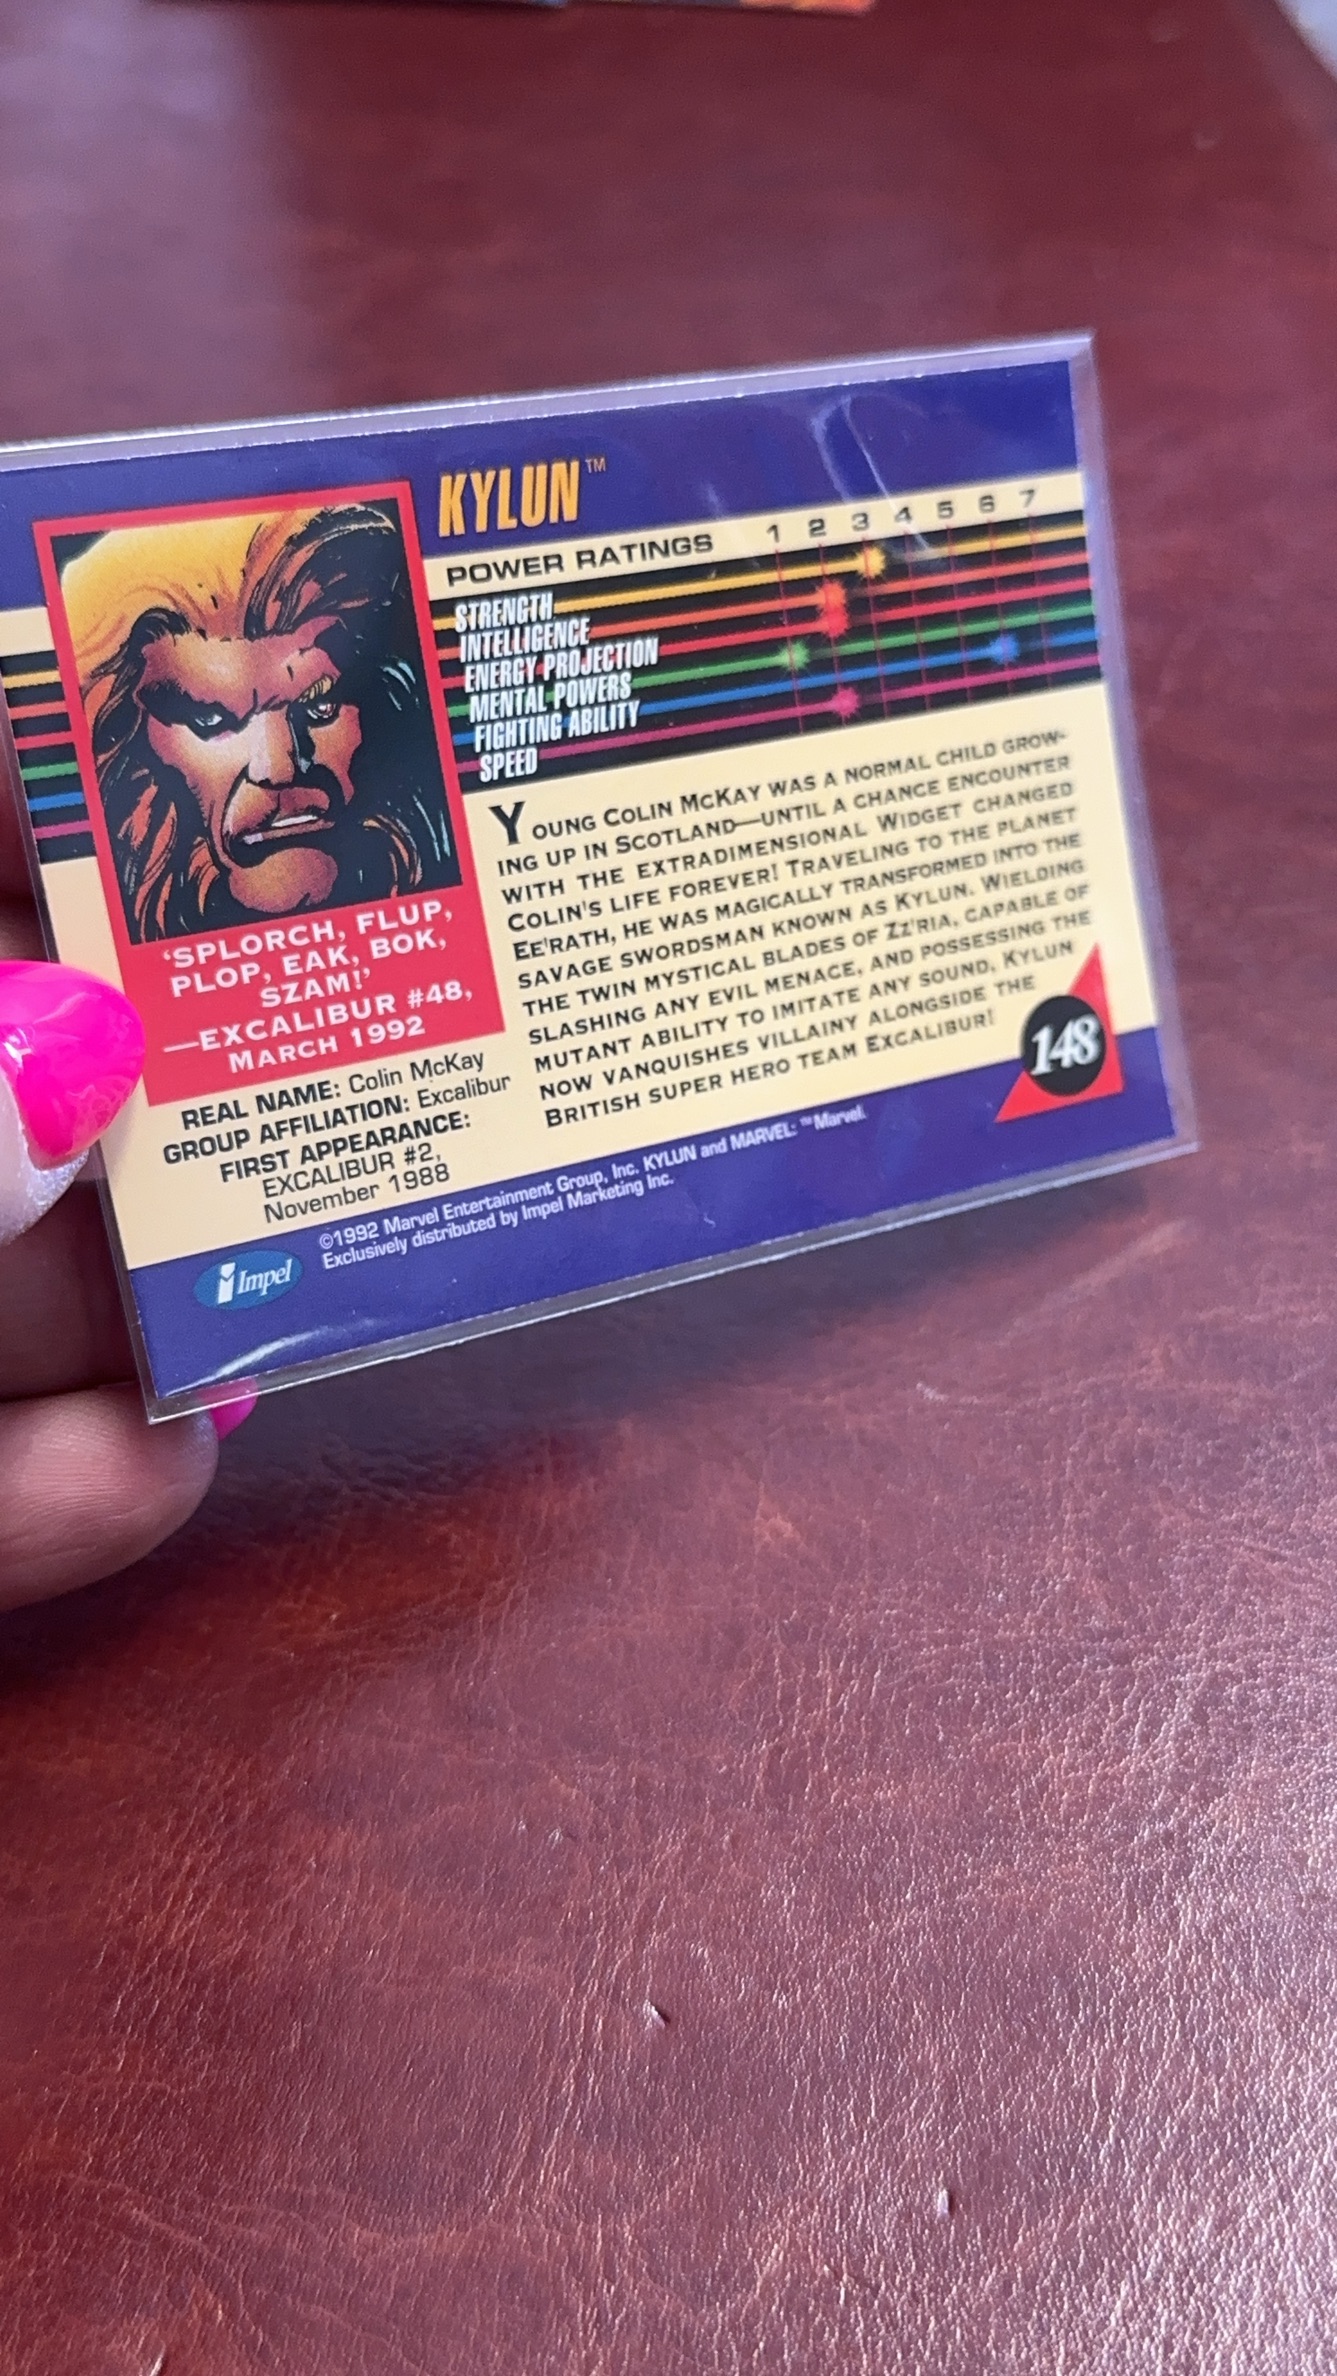 KYLUN™
POWER RATINGS 1 2 3 4 5 6 7
STRENGTH
INTELLIGENCE
ENERGY PROJECTION
MENTAL POWERS
FIGHTING ABILITY
SPEED
YOUNG COLIN MCKAY WAS A NORMAL CHILD GROW-
ING UP IN SCOTLAND—UNTIL A CHANCE ENCOUNTER
WITH THE EXTRADIMENSIONAL WIDGET CHANGED
COLIN'S LIFE FOREVER! TRAVELING TO THE PLANET
EE'RATH, HE WAS MAGICALLY TRANSFORMED INTO THE
SAVAGE SWORDSMAN KNOWN AS KYLUN. WIELDING
THE TWIN MYSTICAL BLADES OF ZZ'RIA, CAPABLE OF
SLASHING ANY EVIL MENACE, AND POSSESSING THE
MUTANT ABILITY TO IMITATE ANY SOUND, KYLUN
NOW VANQUISHES VILLAINY ALONGSIDE THE
BRITISH SUPER HERO TEAM EXCALIBUR!
148
'SPLORCH, FLUP,
PLOP, EAK, BOK,
SZAM!'
—EXCALIBUR #48,
MARCH 1992
REAL NAME: Colin McKay
GROUP AFFILIATION: Excalibur
FIRST APPEARANCE:
EXCALIBUR #2,
November 1988
Impel
©1992 Marvel Entertainment Group, Inc. KYLUN and MARVEL: ™Marvel.
Exclusively distributed by Impel Marketing Inc.